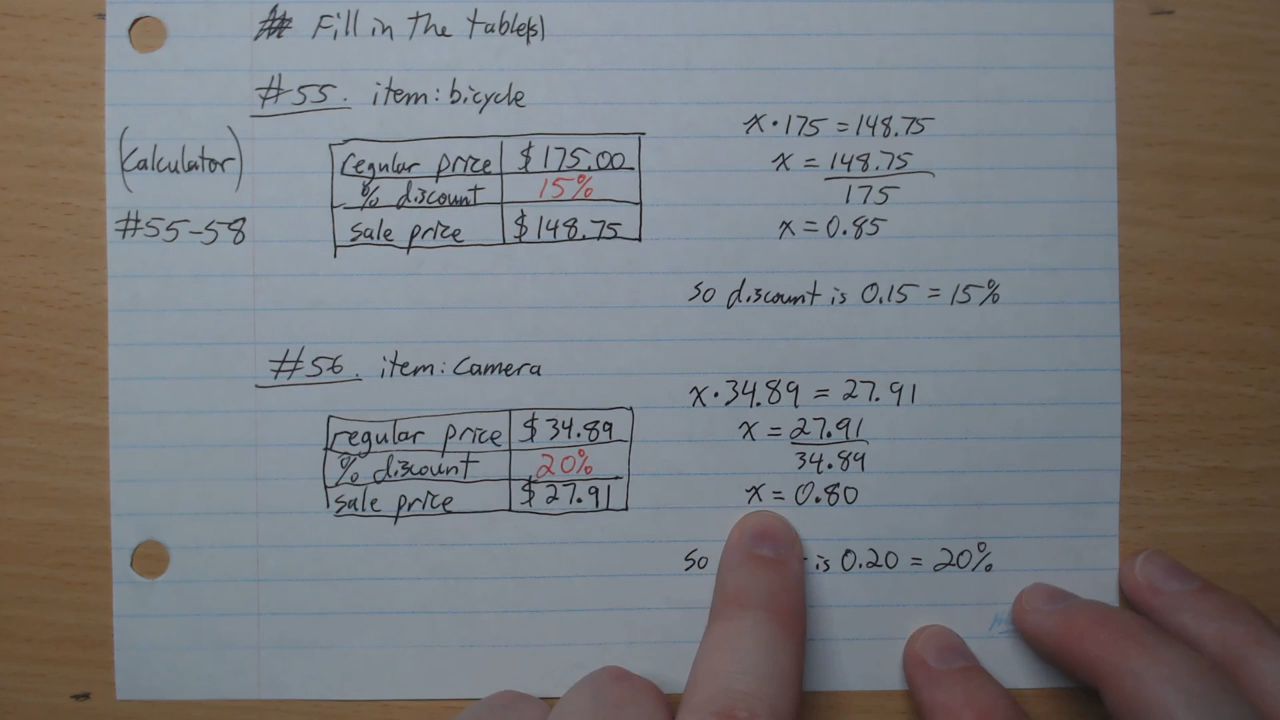 Fill in the table(s)
#55. item: bicycle
(Calculator)
#55-58
regular price $175.00
% discount 15%
sale price $148.75
x·175 = 148.75
x = 148.75
175
x = 0.85
so discount is 0.15 = 15%
#56. item: Camera
regular price $34.89
% discount 20%
sale price $27.91
x·34.89 = 27.91
x = 27.91
34.89
x = 0.80
so is 0.20 = 20%